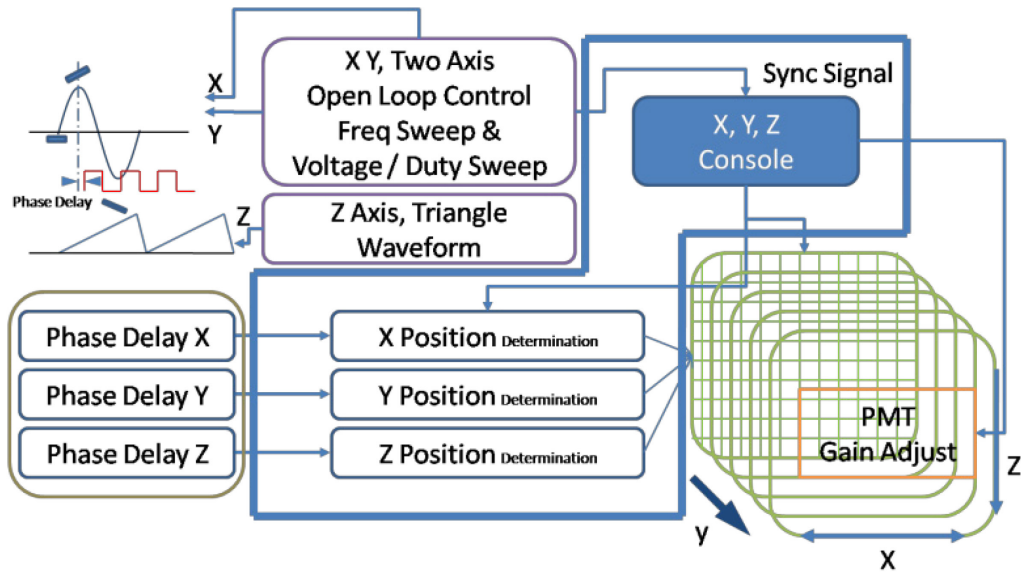 X Y, Two Axis
Open Loop Control
Freq Sweep &
Voltage / Duty Sweep
X
Y
Sync Signal
X, Y, Z
Console
Phase Delay
Z
Z Axis, Triangle
Waveform
Phase Delay X
X Position Determination
Phase Delay Y
Y Position Determination
Phase Delay Z
Z Position Determination
PMT
Gain Adjust
Z
y
X